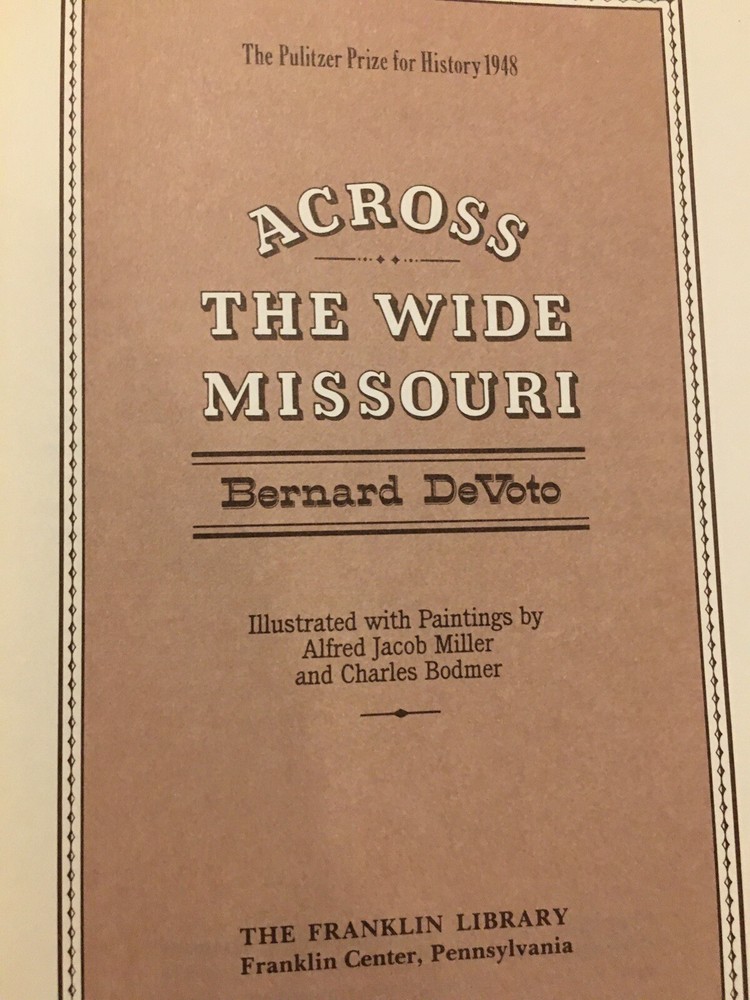 The Pulitzer Prize for History 1948
ACROSS
THE WIDE
MISSOURI
Bernard DeVoto
Illustrated with Paintings by
Alfred Jacob Miller
and Charles Bodmer
THE FRANKLIN LIBRARY
Franklin Center, Pennsylvania